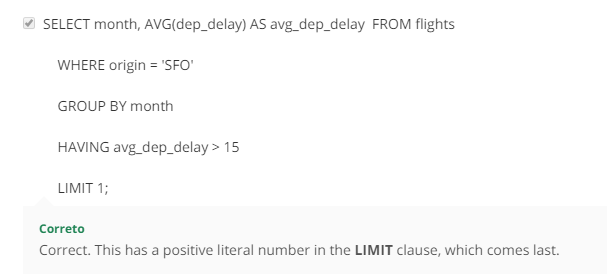 SELECT month, AVG(dep_delay) AS avg_dep_delay FROM flights
WHERE origin = 'SFO'
GROUP BY month
HAVING avg_dep_delay > 15
LIMIT 1;
Correto
Correct. This has a positive literal number in the LIMIT clause, which comes last.